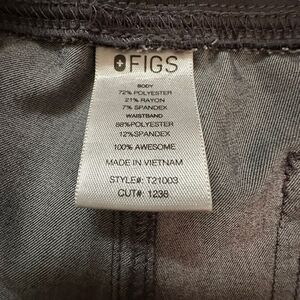 FIGS
BODY
72% POLYESTER
21% RAYON
7% SPANDEX
WAISTBAND
88% POLYESTER
12% SPANDEX
100% AWESOME
MADE IN VIETNAM
STYLE#: T21003
CUT#: 1238